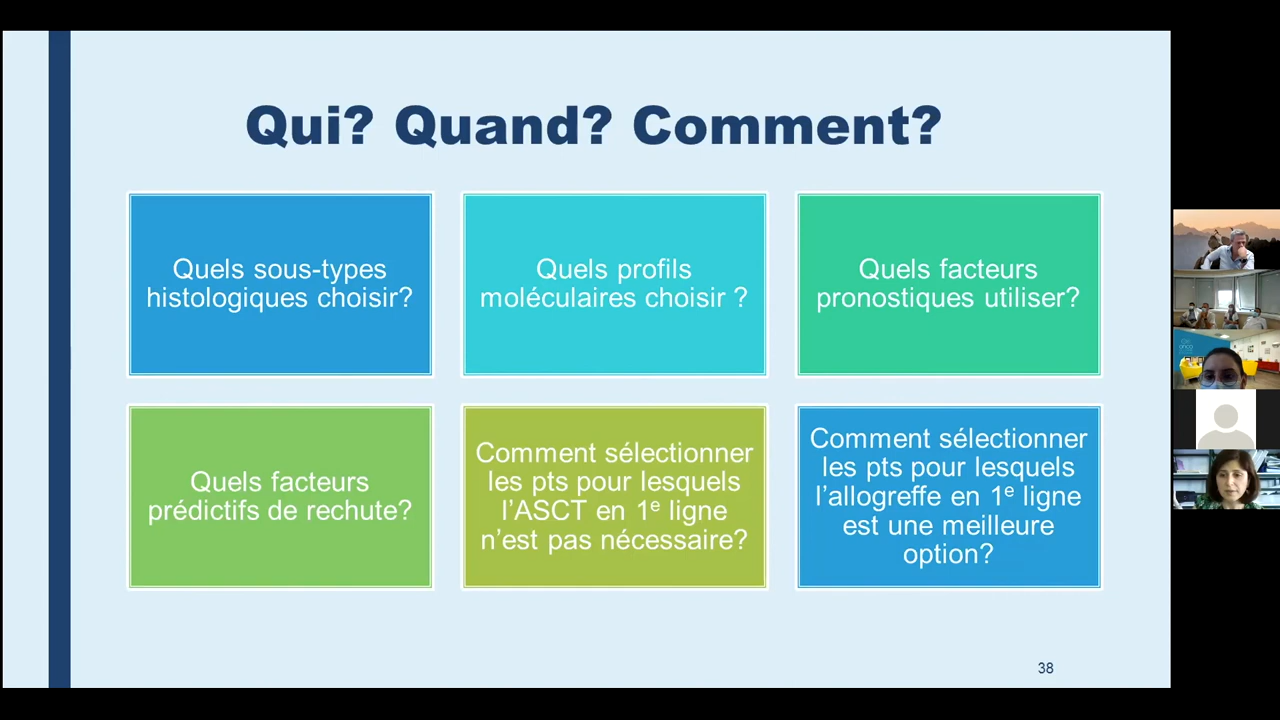 Qui? Quand? Comment?
Quels sous-types
histologiques choisir?
Quels profils
moléculaires choisir ?
Quels facteurs
pronostiques utiliser?
Quels facteurs
prédictifs de rechute?
Comment sélectionner
les pts pour lesquels
l'ASCT en 1e ligne
n'est pas nécessaire?
Comment sélectionner
les pts pour lesquels
l'allogreffe en 1e ligne
est une meilleure
option?
38